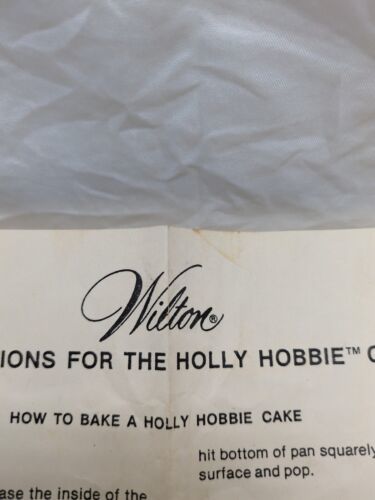 Wilton®
IONS FOR THE HOLLY HOBBIE™ C
HOW TO BAKE A HOLLY HOBBIE CAKE
hit bottom of pan squarely
surface and pop.
ase the inside of the